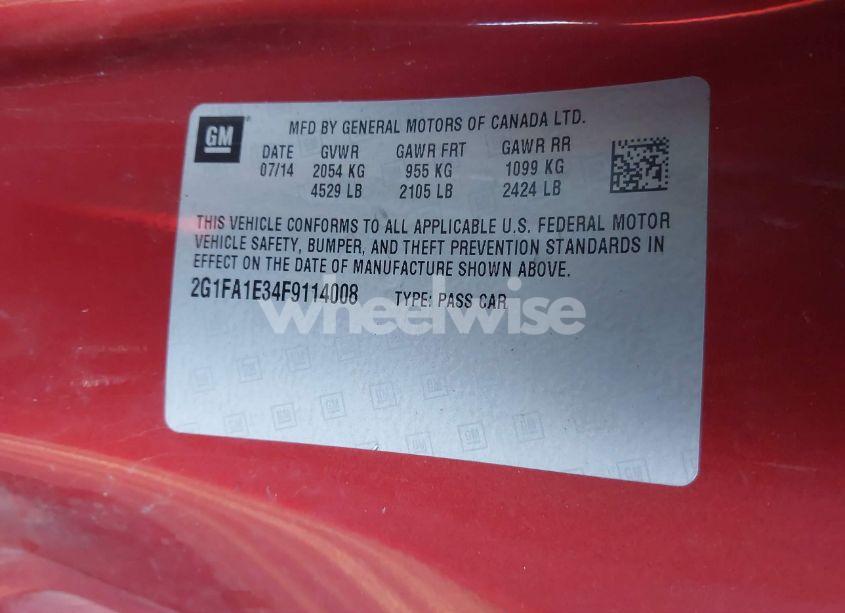 GM
MFD BY GENERAL MOTORS OF CANADA LTD.
DATE GVWR GAWR FRT GAWR RR
07/14 2054 KG 955 KG 1099 KG
4529 LB 2105 LB 2424 LB
THIS VEHICLE CONFORMS TO ALL APPLICABLE U.S. FEDERAL MOTOR
VEHICLE SAFETY, BUMPER, AND THEFT PREVENTION STANDARDS IN
EFFECT ON THE DATE OF MANUFACTURE SHOWN ABOVE.
2G1FA1E34F9114008 TYPE: PASS CAR
wheelwise